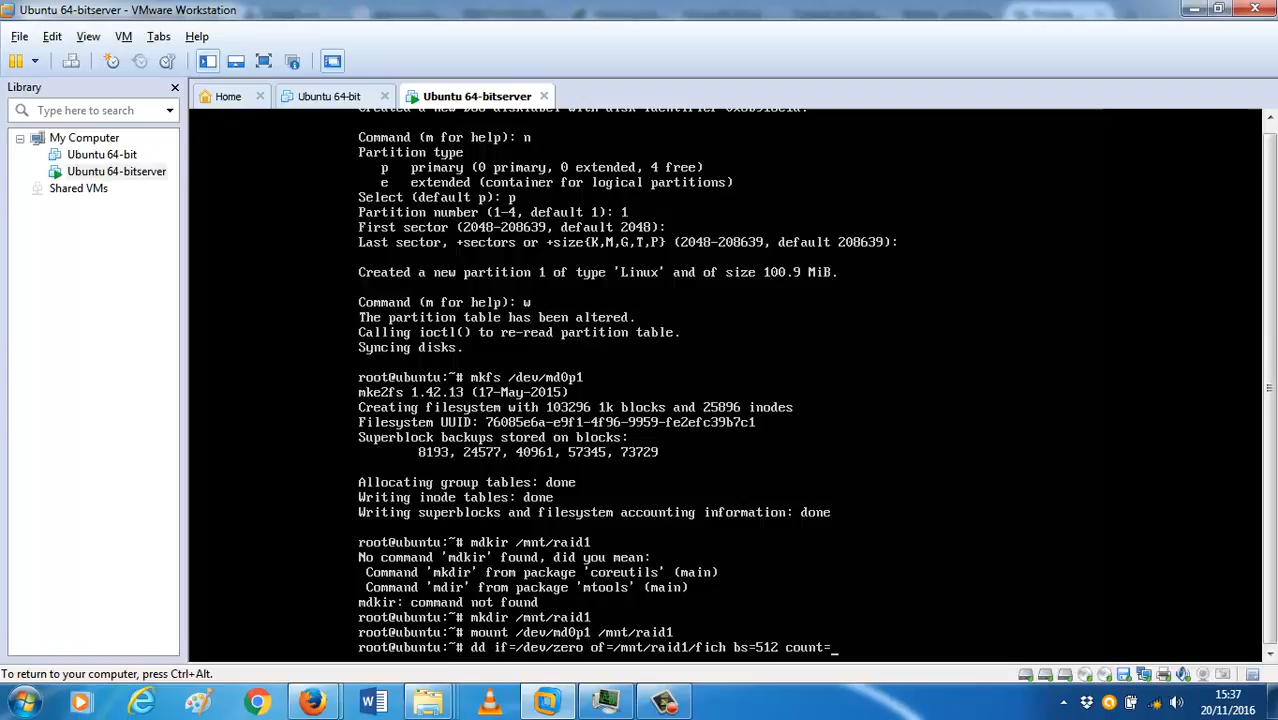 Ubuntu 64-bitserver - VMware Workstation
File Edit View VM Tabs Help
Library
Type here to search
My Computer
Ubuntu 64-bit
Ubuntu 64-bitserver
Shared VMs
Home
Ubuntu 64-bit
Ubuntu 64-bitserver
Command (m for help): n
Partition type
p primary (0 primary, 0 extended, 4 free)
e extended (container for logical partitions)
Select (default p): p
Partition number (1-4, default 1): 1
First sector (2048-208639, default 2048):
Last sector, +sectors or +size{K,M,G,T,P} (2048-208639, default 208639):
Created a new partition 1 of type 'Linux' and of size 100.9 MiB.
Command (m for help): w
The partition table has been altered.
Calling ioctl() to re-read partition table.
Syncing disks.
root@ubuntu:~# mkfs /dev/md0p1
mke2fs 1.42.13 (17-May-2015)
Creating filesystem with 103296 1k blocks and 25896 inodes
Filesystem UUID: 76085e6a-e9f1-4f96-9959-fe2efc39b7c1
Superblock backups stored on blocks:
8193, 24577, 40961, 57345, 73729
Allocating group tables: done
Writing inode tables: done
Writing superblocks and filesystem accounting information: done
root@ubuntu:~# mdkir /mnt/raid1
No command 'mdkir' found, did you mean:
Command 'mkdir' from package 'coreutils' (main)
Command 'mdir' from package 'mtools' (main)
mdkir: command not found
root@ubuntu:~# mkdir /mnt/raid1
root@ubuntu:~# mount /dev/md0p1 /mnt/raid1
root@ubuntu:~# dd if=/dev/zero of=/mnt/raid1/fich bs=512 count=_
To return to your computer, press Ctrl+Alt.
15:37
20/11/2016